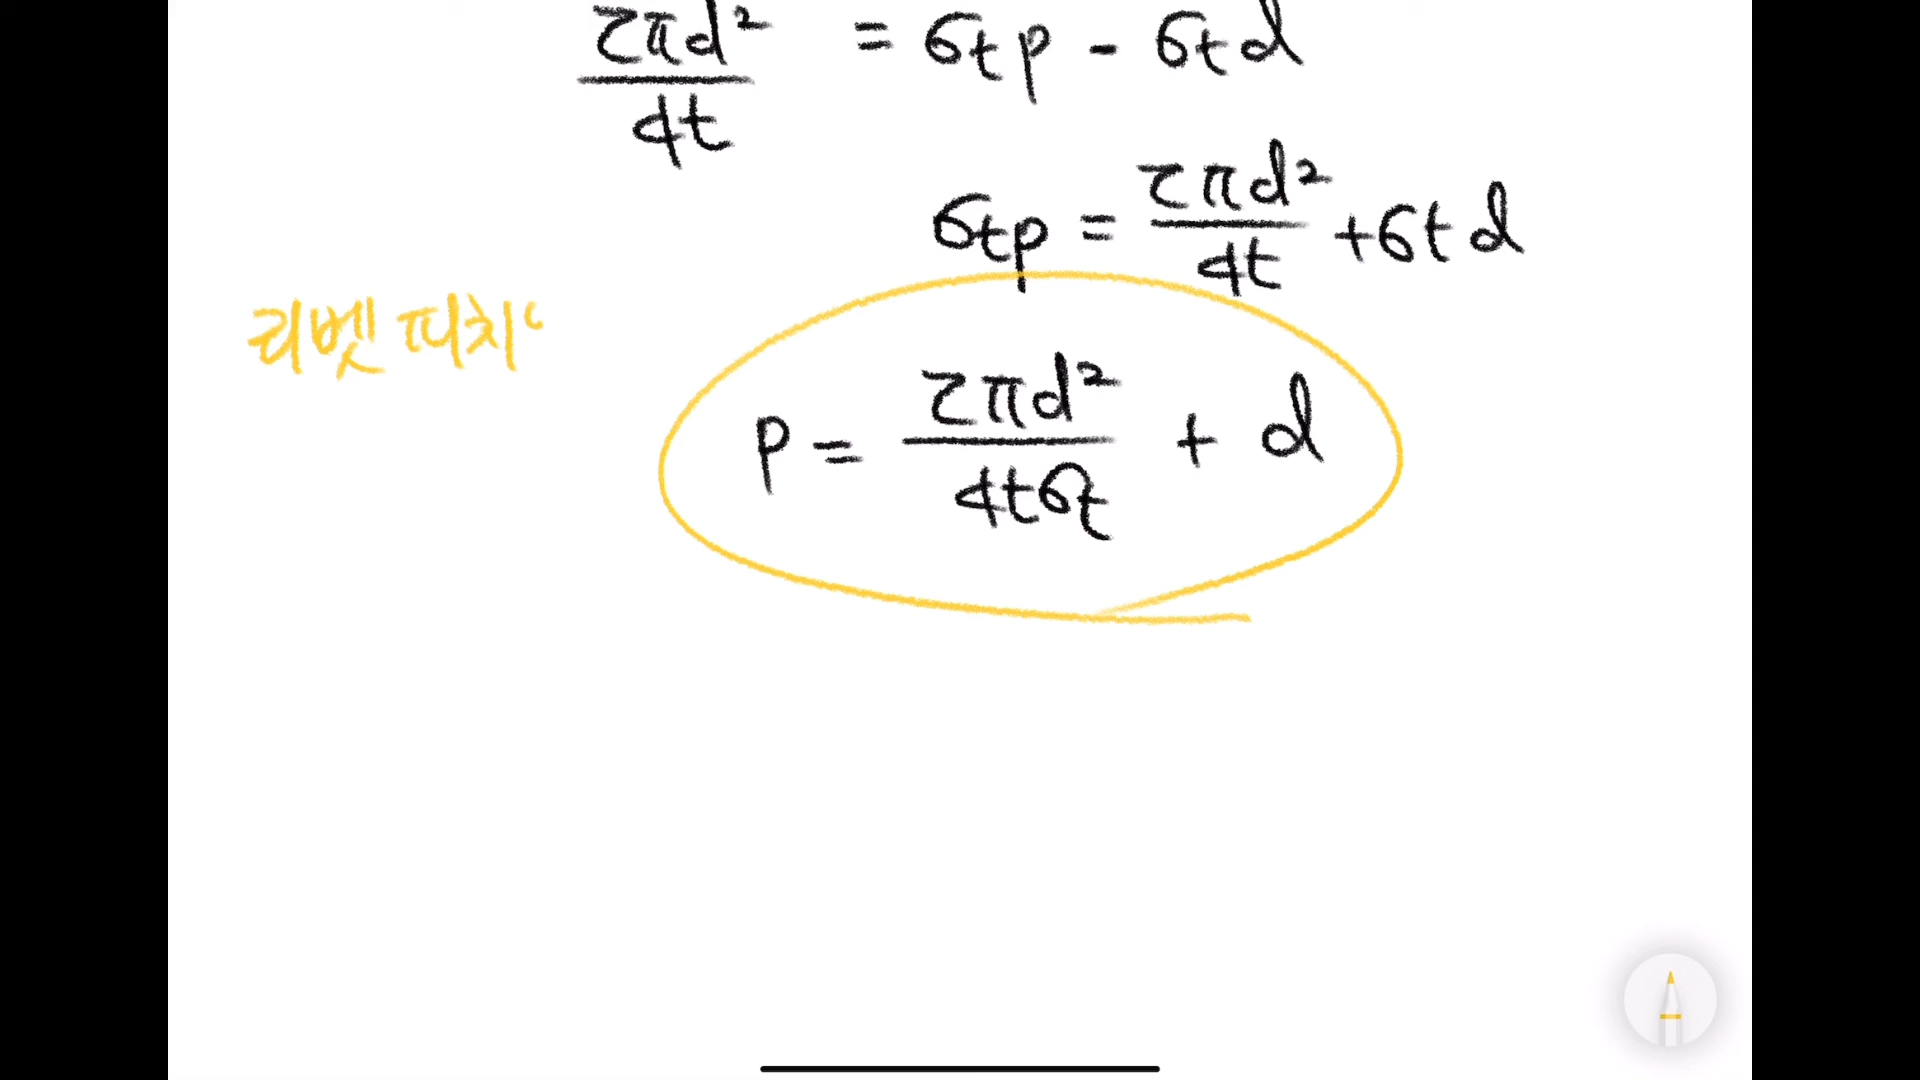 τπd² / 4t = σt p - σt d
σt p = τπd² / 4t + σt d
리벳 피치
p = τπd² / 4tσt + d